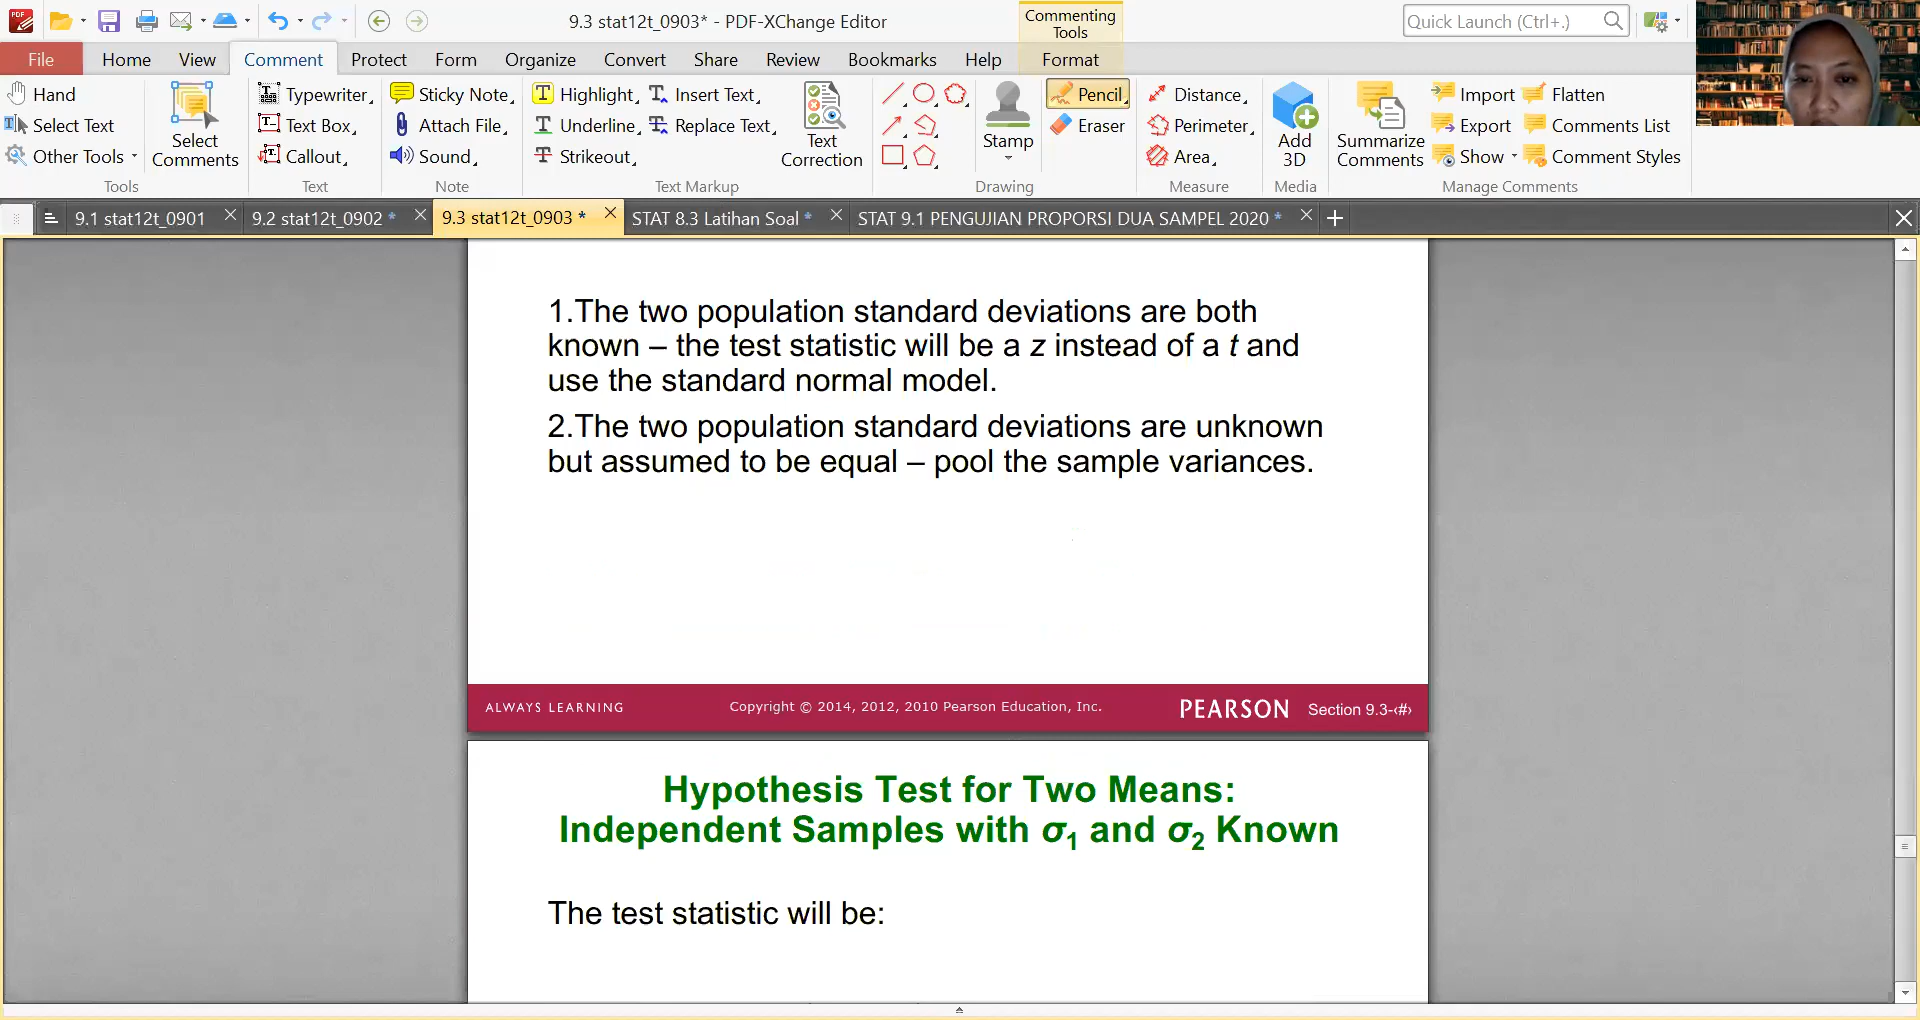 9.3 stat12t_0903* - PDF-XChange Editor
Commenting Tools
Quick Launch (Ctrl+.)
File Home View Comment Protect Form Organize Convert Share Review Bookmarks Help Format
Hand
Select Text
Other Tools
Select Comments
Tools
Typewriter
Text Box
Callout
Text
Sticky Note
Attach File
Sound
Note
Highlight
Underline
Strikeout
Insert Text
Replace Text
Text Correction
Text Markup
Stamp
Pencil
Eraser
Drawing
Distance
Perimeter
Area
Measure
Add 3D
Media
Summarize Comments
Import
Export
Show
Flatten
Comments List
Comment Styles
Manage Comments
9.1 stat12t_0901
9.2 stat12t_0902 *
9.3 stat12t_0903 *
STAT 8.3 Latihan Soal *
STAT 9.1 PENGUJIAN PROPORSI DUA SAMPEL 2020 *
1.The two population standard deviations are both
known – the test statistic will be a z instead of a t and
use the standard normal model.
2.The two population standard deviations are unknown
but assumed to be equal – pool the sample variances.
ALWAYS LEARNING
Copyright © 2014, 2012, 2010 Pearson Education, Inc.
PEARSON
Section 9.3-‹#›
Hypothesis Test for Two Means:
Independent Samples with σ₁ and σ₂ Known
The test statistic will be: